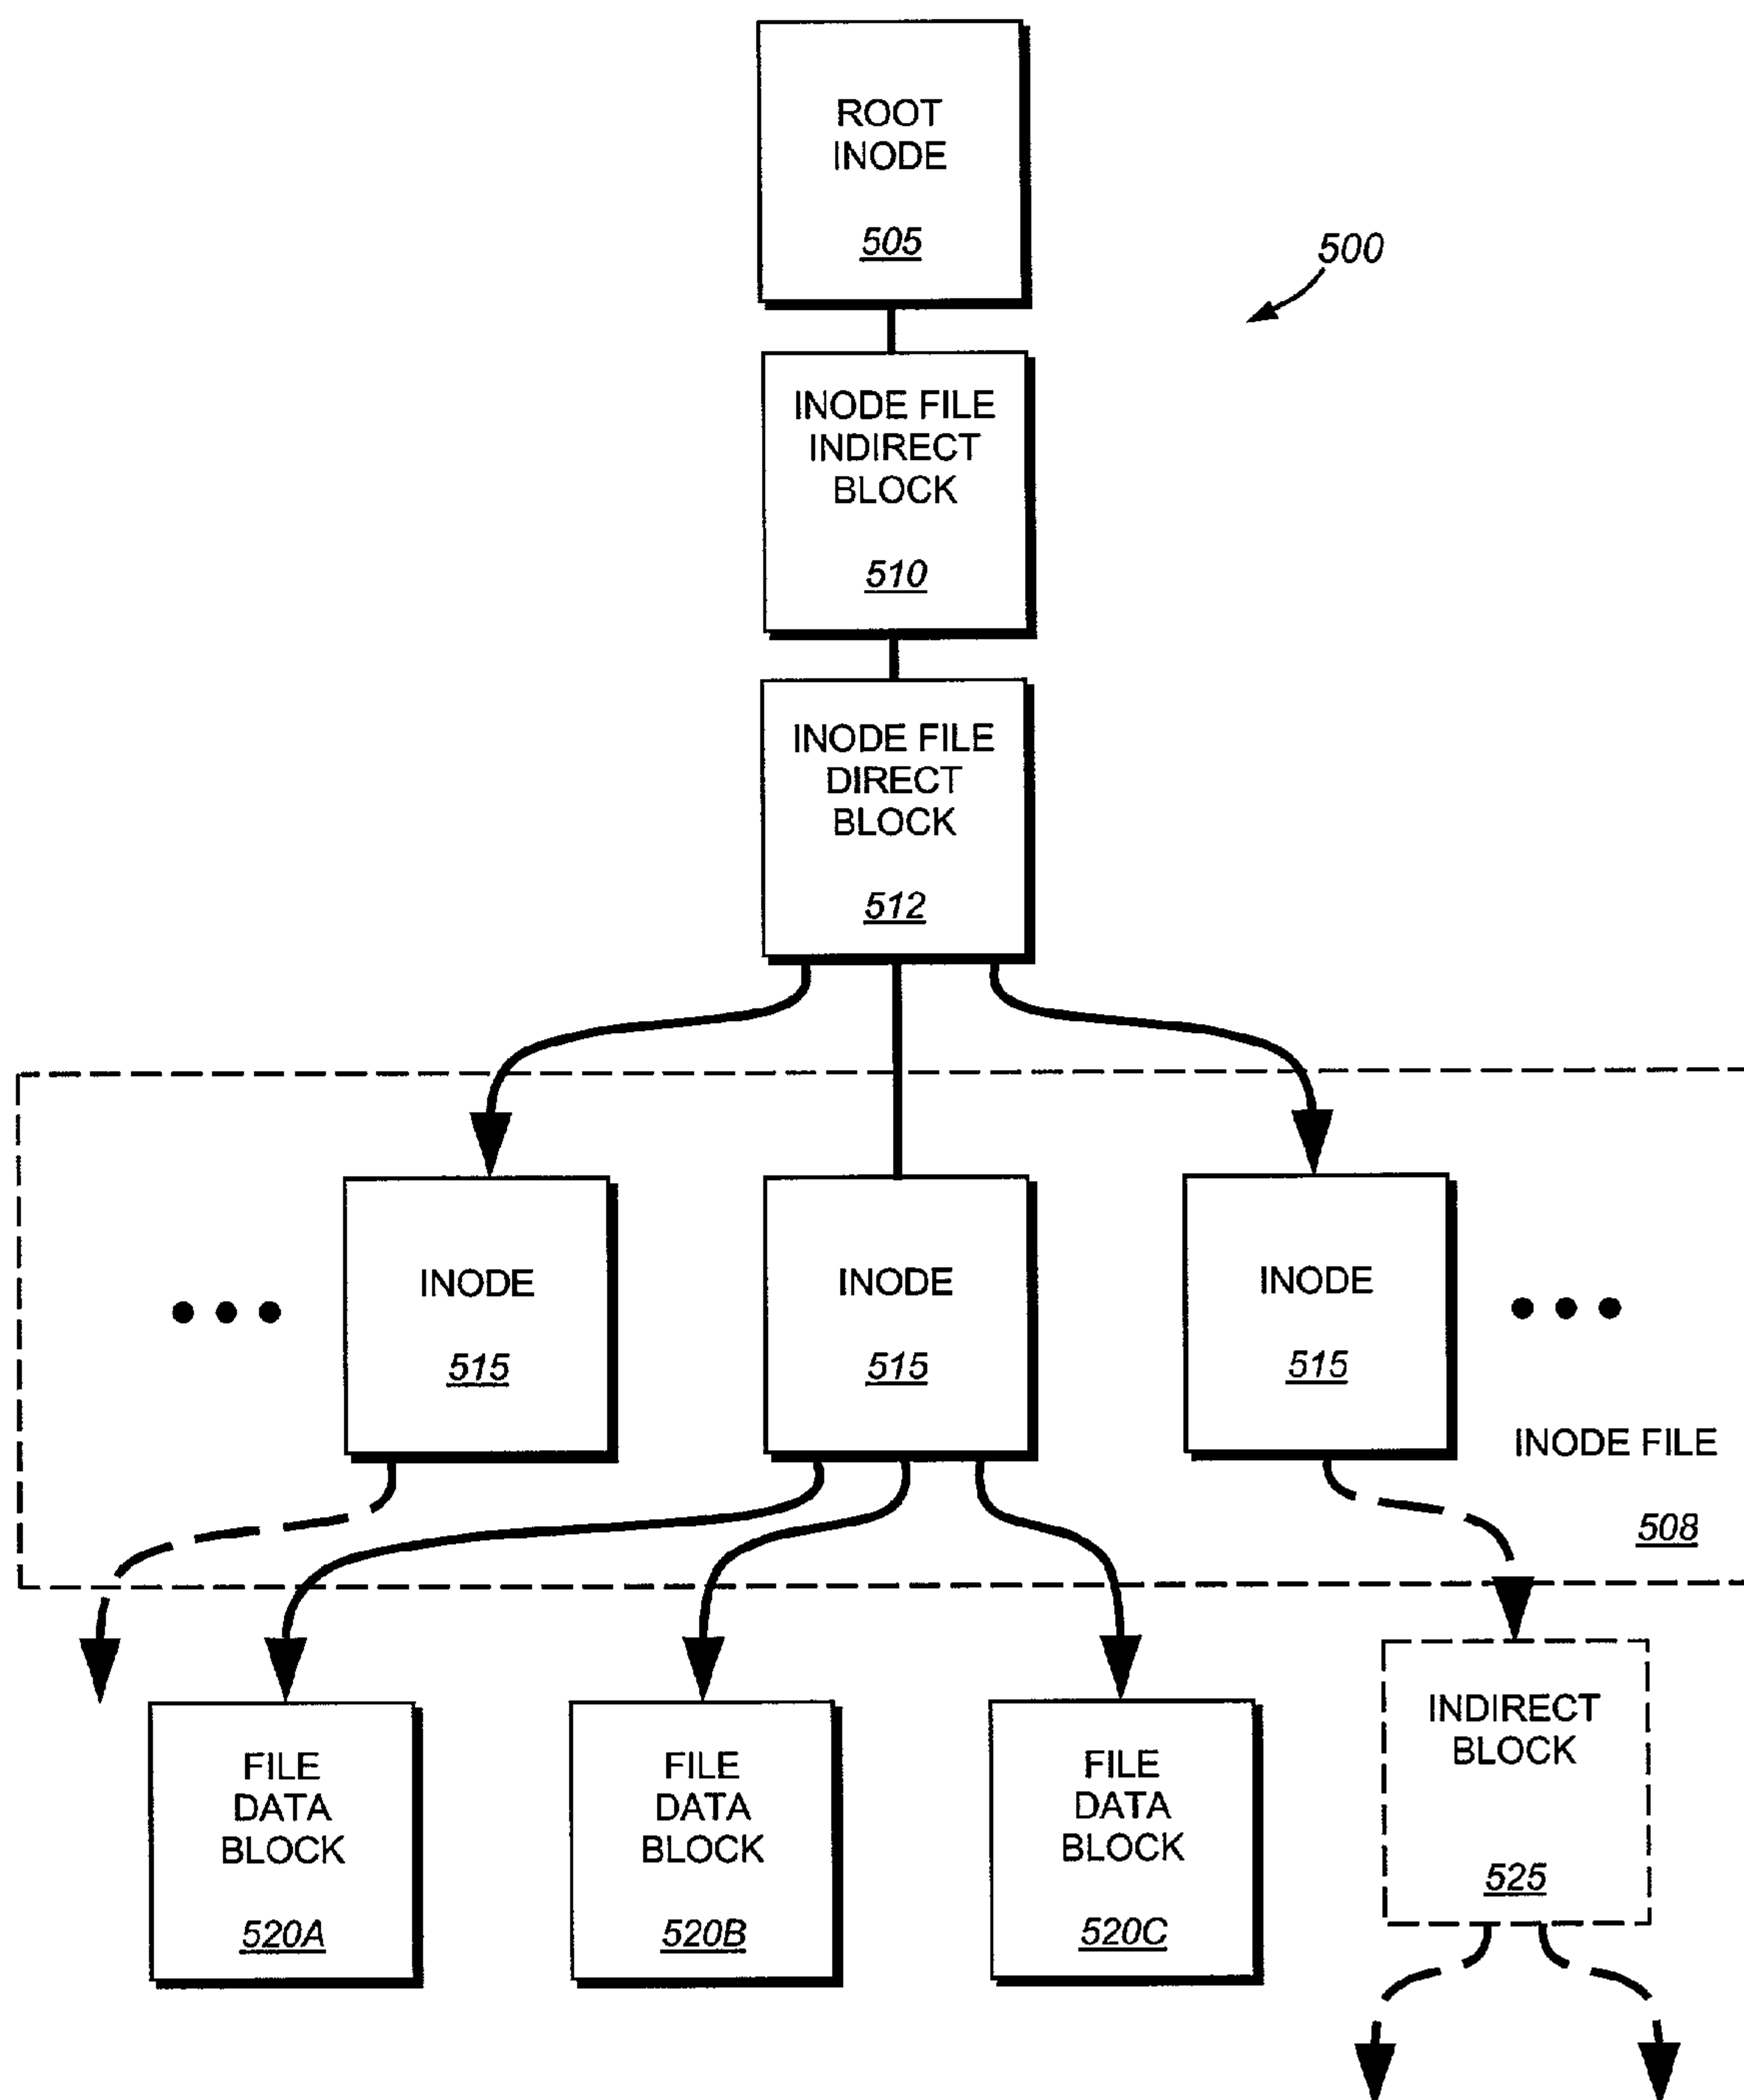 ROOT
INODE
505
500
INODE FILE
INDIRECT
BLOCK
510
INODE FILE
DIRECT
BLOCK
512
INODE
515
INODE
515
INODE
515
INODE FILE
508
FILE
DATA
BLOCK
520A
FILE
DATA
BLOCK
520B
FILE
DATA
BLOCK
520C
INDIRECT
BLOCK
525